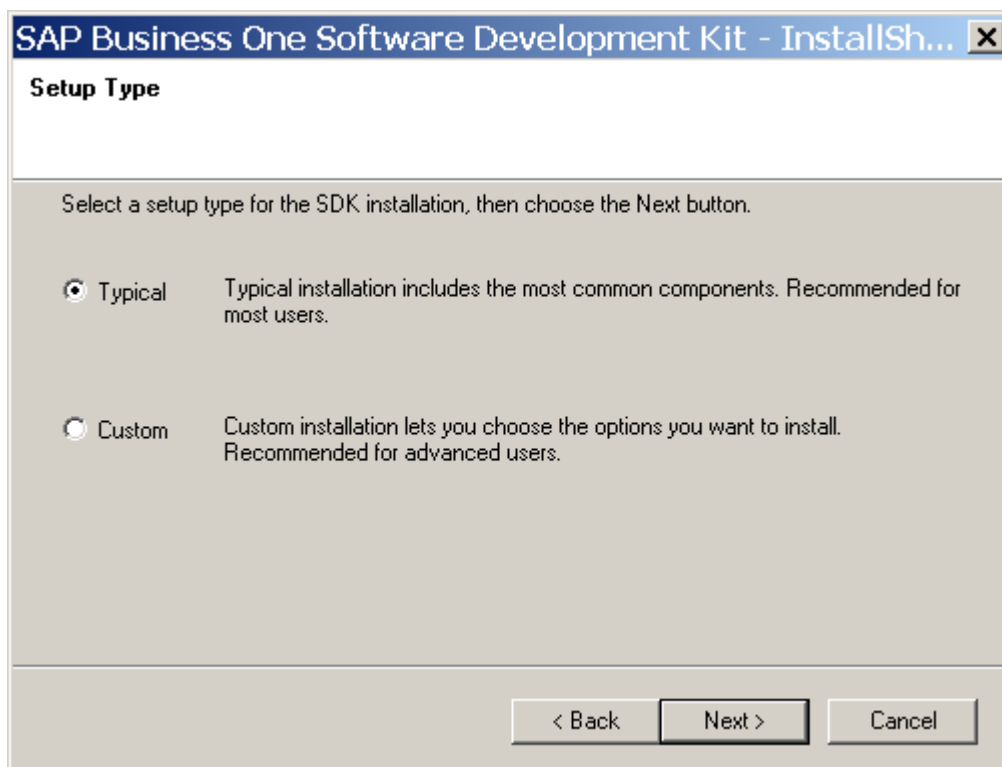 SAP Business One Software Development Kit - InstallSh...
Setup Type
Select a setup type for the SDK installation, then choose the Next button.
Typical
Typical installation includes the most common components. Recommended for
most users.
Custom
Custom installation lets you choose the options you want to install.
Recommended for advanced users.
< Back
Next >
Cancel